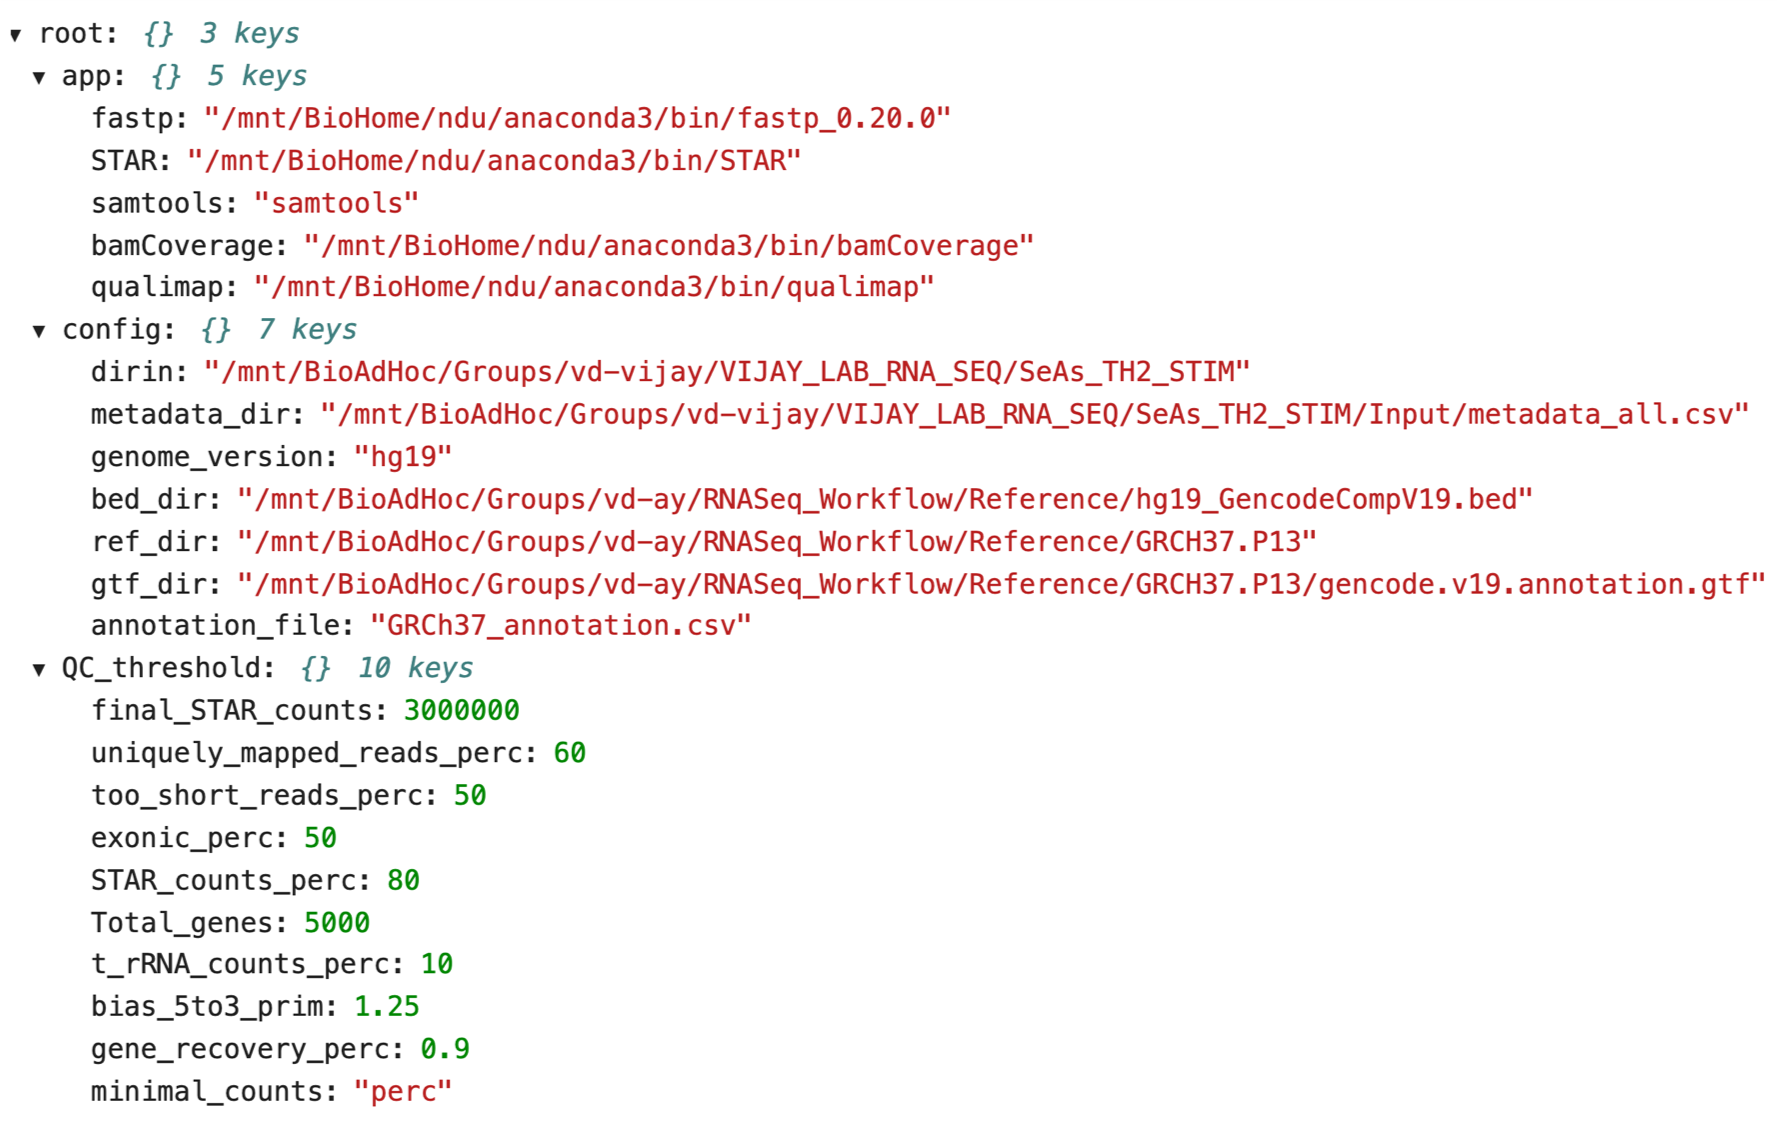 ▼ root: {} 3 keys
▼ app: {} 5 keys
fastp: "/mnt/BioHome/ndu/anaconda3/bin/fastp_0.20.0"
STAR: "/mnt/BioHome/ndu/anaconda3/bin/STAR"
samtools: "samtools"
bamCoverage: "/mnt/BioHome/ndu/anaconda3/bin/bamCoverage"
qualimap: "/mnt/BioHome/ndu/anaconda3/bin/qualimap"
▼ config: {} 7 keys
dirin: "/mnt/BioAdHoc/Groups/vd-vijay/VIJAY_LAB_RNA_SEQ/SeAs_TH2_STIM"
metadata_dir: "/mnt/BioAdHoc/Groups/vd-vijay/VIJAY_LAB_RNA_SEQ/SeAs_TH2_STIM/Input/metadata_all.csv"
genome_version: "hg19"
bed_dir: "/mnt/BioAdHoc/Groups/vd-ay/RNASeq_Workflow/Reference/hg19_GencodeCompV19.bed"
ref_dir: "/mnt/BioAdHoc/Groups/vd-ay/RNASeq_Workflow/Reference/GRCH37.P13"
gtf_dir: "/mnt/BioAdHoc/Groups/vd-ay/RNASeq_Workflow/Reference/GRCH37.P13/gencode.v19.annotation.gtf"
annotation_file: "GRCh37_annotation.csv"
▼ QC_threshold: {} 10 keys
final_STAR_counts: 3000000
uniquely_mapped_reads_perc: 60
too_short_reads_perc: 50
exonic_perc: 50
STAR_counts_perc: 80
Total_genes: 5000
t_rRNA_counts_perc: 10
bias_5to3_prim: 1.25
gene_recovery_perc: 0.9
minimal_counts: "perc"